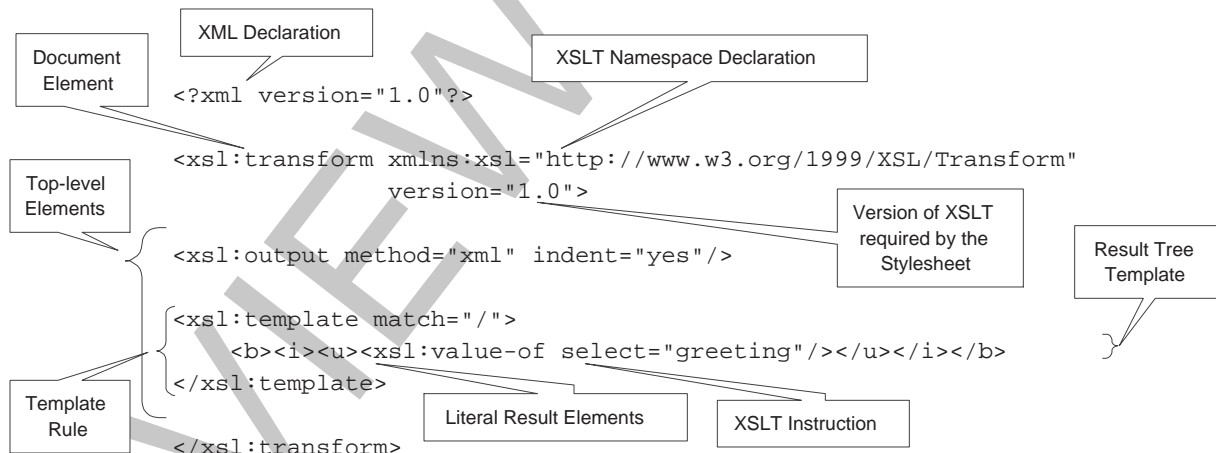 XML Declaration
Document
Element
XSLT Namespace Declaration
<?xml version="1.0"?>
<xsl:transform xmlns:xsl="http://www.w3.org/1999/XSL/Transform"
version="1.0">
Top-level
Elements
Version of XSLT
required by the
Stylesheet
Result Tree
Template
<xsl:output method="xml" indent="yes"/>
<xsl:template match="/">
<b><i><u><xsl:value-of select="greeting"/></u></i></b>
</xsl:template>
Template
Rule
Literal Result Elements
XSLT Instruction
</xsl:transform>
VIEW